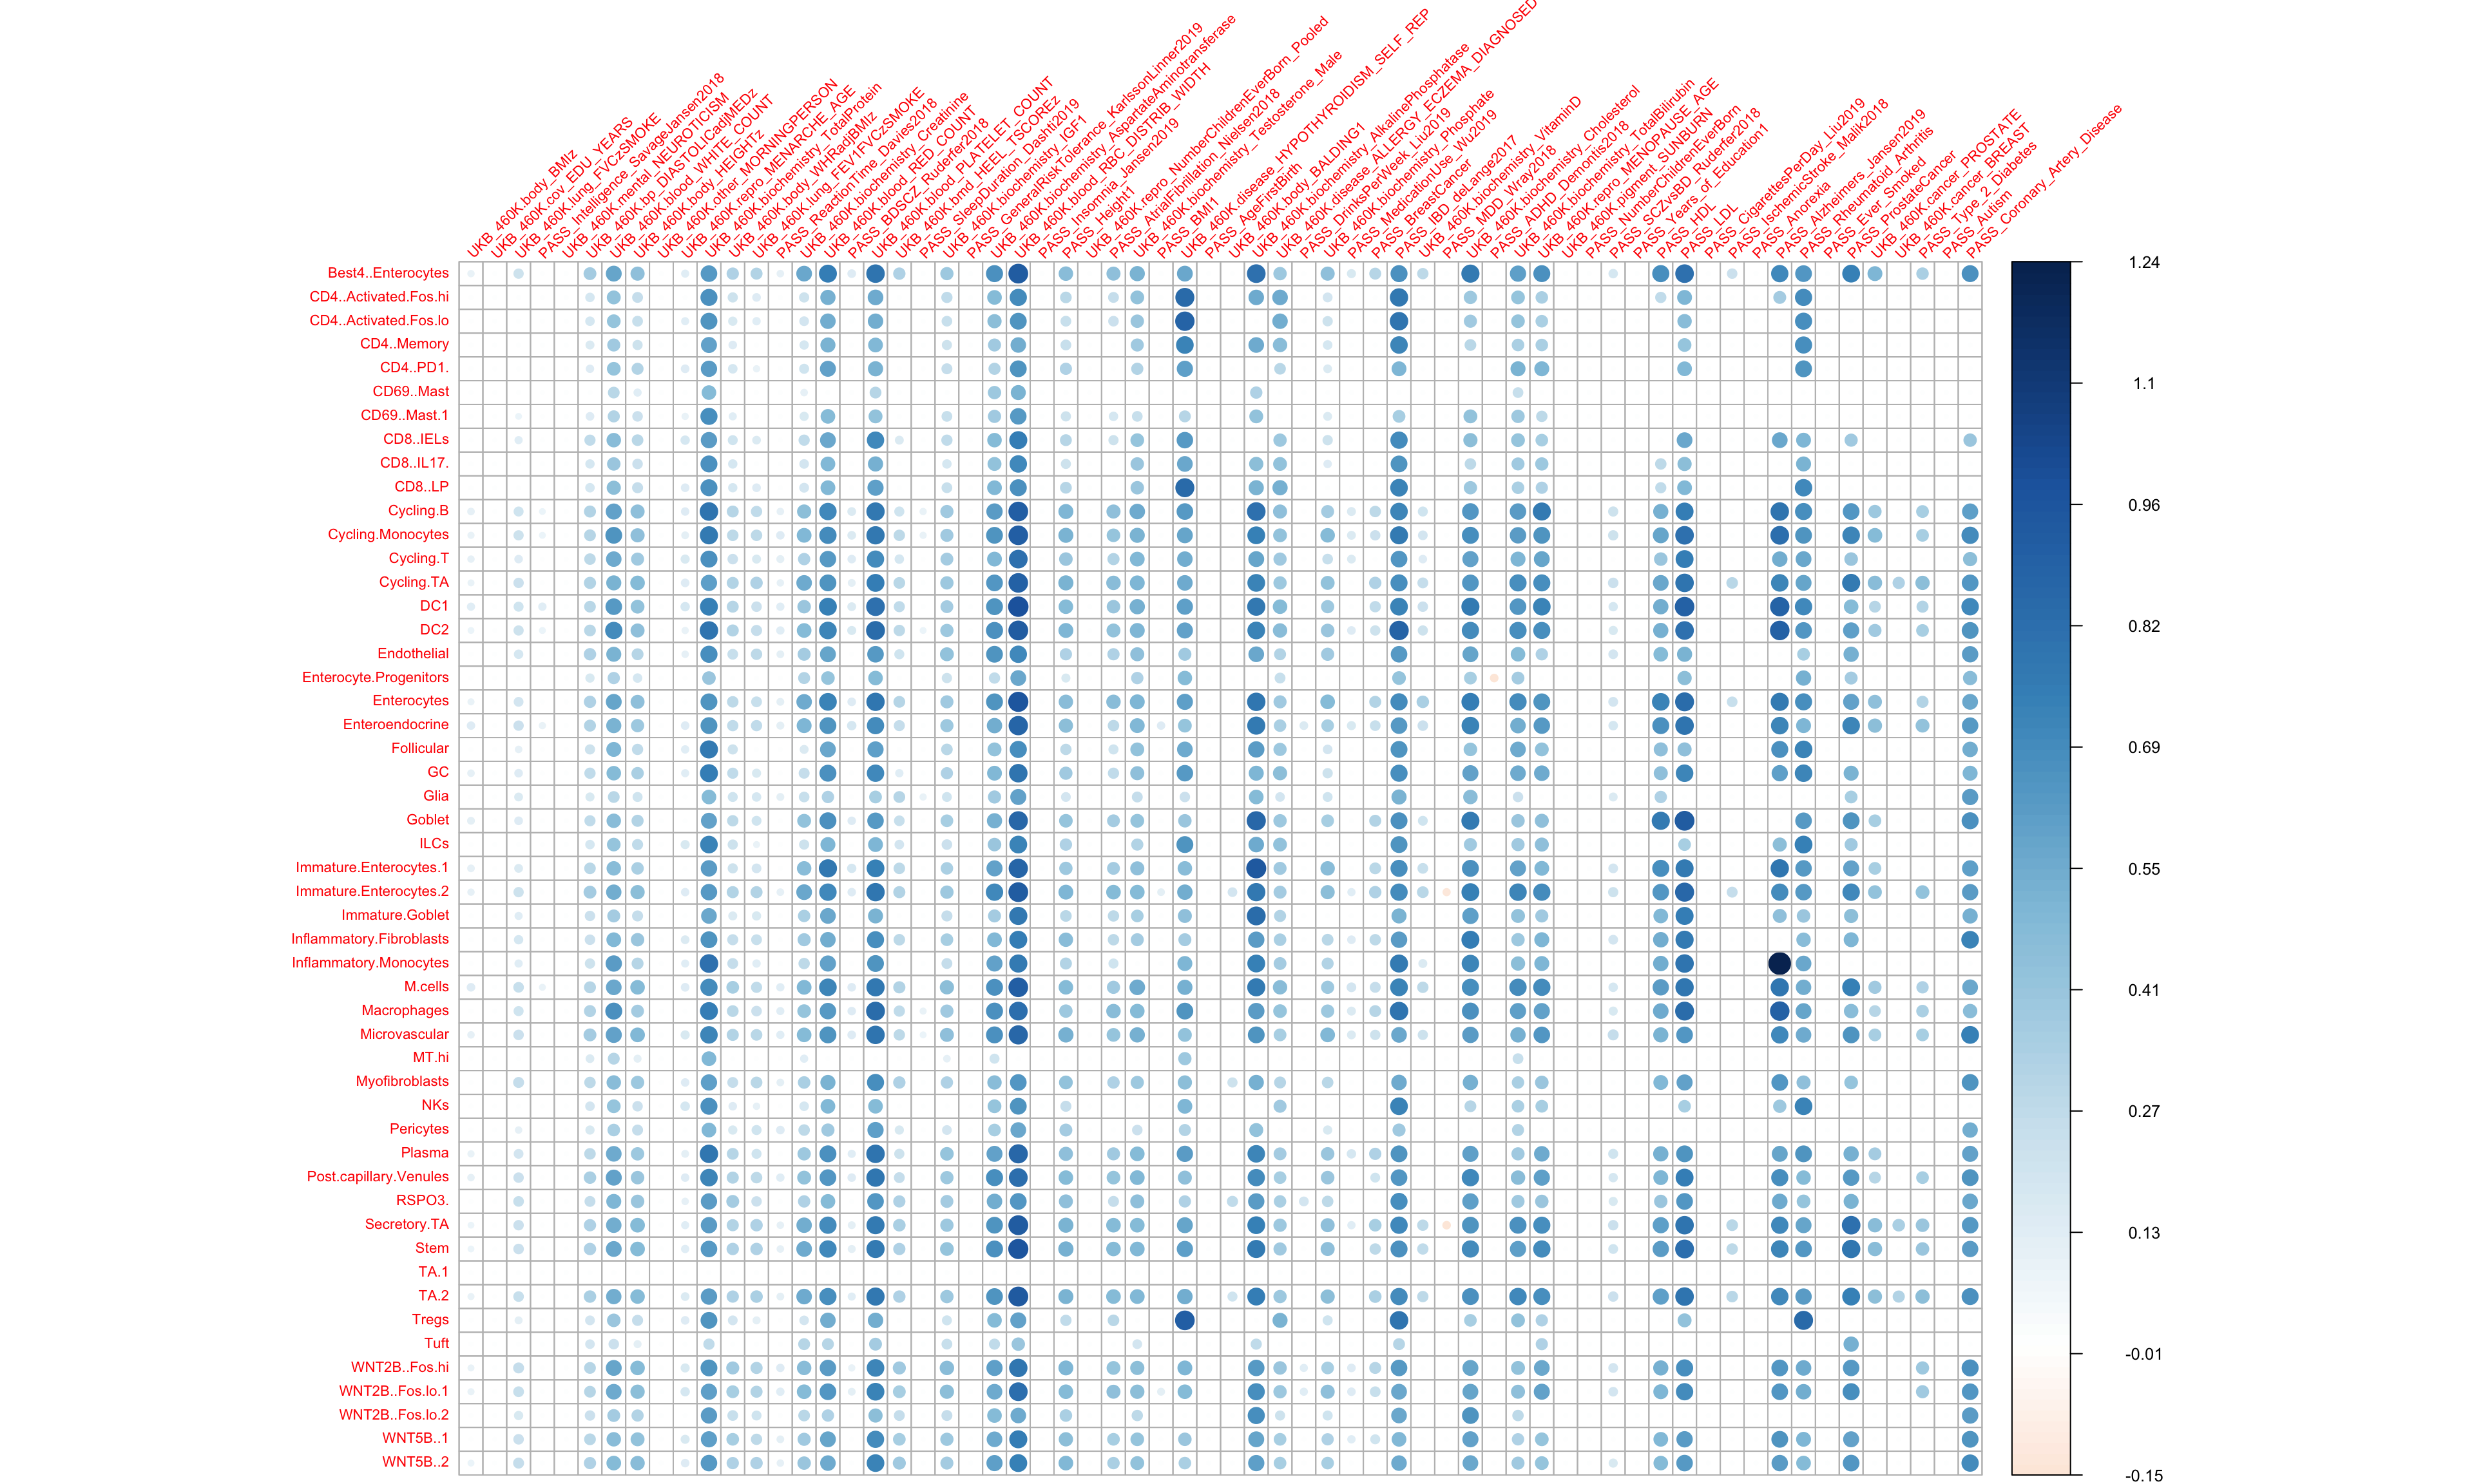 UKB_460K.body_BMIz
UKB_460K.cov_EDU_YEARS
UKB_460K.lung_FVCzSMOKE
PASS_Intelligence_SavageJansen2018
UKB_460K.mental_NEUROTICISM
UKB_460K.bp_DIASTOLICadjMEDz
UKB_460K.blood_WHITE_COUNT
UKB_460K.body_HEIGHTz
UKB_460K.other_MORNINGPERSON
UKB_460K.repro_MENARCHE_AGE
UKB_460K.biochemistry_TotalProtein
UKB_460K.body_WHRadjBMIz
UKB_460K.lung_FEV1FVCzSMOKE
PASS_ReactionTime_Davies2018
UKB_460K.biochemistry_Creatinine
UKB_460K.blood_RED_COUNT
PASS_BDSCZ_Ruderfer2018
UKB_460K.blood_PLATELET_COUNT
UKB_460K.bmd_HEEL_TSCOREz
PASS_SleepDuration_Dashti2019
UKB_460K.biochemistry_IGF1
PASS_GeneralRiskTolerance_KarlssonLinner2019
UKB_460K.biochemistry_AspartateAminotransferase
UKB_460K.blood_RBC_DISTRIB_WIDTH
PASS_Insomnia_Jansen2019
PASS_Height1
UKB_460K.repro_NumberChildrenEverBorn_Pooled
PASS_AtrialFibrillation_Nielsen2018
UKB_460K.biochemistry_Testosterone_Male
PASS_BMI1
UKB_460K.disease_HYPOTHYROIDISM_SELF_REP
PASS_AgeFirstBirth
UKB_460K.body_BALDING1
UKB_460K.biochemistry_AlkalinePhosphatase
UKB_460K.disease_ALLERGY_ECZEMA_DIAGNOSED
PASS_DrinksPerWeek_Liu2019
UKB_460K.biochemistry_Phosphate
PASS_MedicationUse_Wu2019
PASS_BreastCancer
PASS_IBD_deLange2017
UKB_460K.biochemistry_VitaminD
PASS_MDD_Wray2018
UKB_460K.biochemistry_Cholesterol
PASS_ADHD_Demontis2018
UKB_460K.biochemistry_TotalBilirubin
UKB_460K.repro_MENOPAUSE_AGE
UKB_460K.pigment_SUNBURN
PASS_NumberChildrenEverBorn
PASS_SCZvsBD_Ruderfer2018
PASS_Years_of_Education1
PASS_HDL
PASS_LDL
PASS_CigarettesPerDay_Liu2019
PASS_IschemicStroke_Malik2018
PASS_Anorexia
PASS_Alzheimers_Jansen2019
PASS_Rheumatoid_Arthritis
PASS_Ever_Smoked
PASS_ProstateCancer
UKB_460K.cancer_PROSTATE
UKB_460K.cancer_BREAST
PASS_Type_2_Diabetes
PASS_Autism
PASS_Coronary_Artery_Disease
Best4..Enterocytes
CD4..Activated.Fos.hi
CD4..Activated.Fos.lo
CD4..Memory
CD4..PD1.
CD69..Mast
CD69..Mast.1
CD8..IELs
CD8..IL17.
CD8..LP
Cycling.B
Cycling.Monocytes
Cycling.T
Cycling.TA
DC1
DC2
Endothelial
Enterocyte.Progenitors
Enterocytes
Enteroendocrine
Follicular
GC
Glia
Goblet
ILCs
Immature.Enterocytes.1
Immature.Enterocytes.2
Immature.Goblet
Inflammatory.Fibroblasts
Inflammatory.Monocytes
M.cells
Macrophages
Microvascular
MT.hi
Myofibroblasts
NKs
Pericytes
Plasma
Post.capillary.Venules
RSPO3.
Secretory.TA
Stem
TA.1
TA.2
Tregs
Tuft
WNT2B..Fos.hi
WNT2B..Fos.lo.1
WNT2B..Fos.lo.2
WNT5B..1
WNT5B..2
1.24
1.1
0.96
0.82
0.69
0.55
0.41
0.27
0.13
-0.01
-0.15